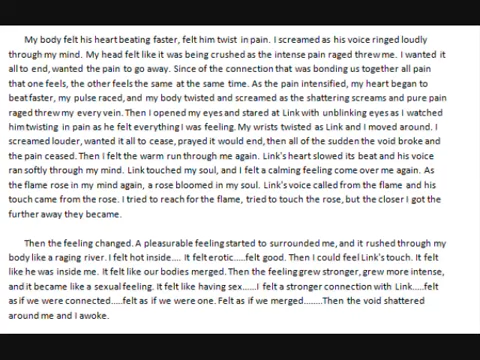 My body felt his heart beating faster, felt him twist in pain. I screamed as his voice ringed loudly
through my mind. My head felt like it was being crushed as the intense pain raged threw me. I wanted it
all to end, wanted the pain to go away. Since of the connection that was bonding us together all pain
that one feels, the other feels the same at the same time. As the pain intensified, my heart began to
beat faster, my pulse raced, and my body twisted and screamed as the shattering screams and pure pain
raged threw my every vein. Then I opened my eyes and stared at Link with unblinking eyes as I watched
him twisting in pain as he felt everything I was feeling. My wrists twisted as Link and I moved around. I
screamed louder, wanted it all to cease, prayed it would end, then all of the sudden the void broke and
the pain ceased. Then I felt the warm run through me again. Link's heart slowed its beat and his voice
ran softly through my mind. Link touched my soul, and I felt a calming feeling come over me again. As
the flame rose in my mind again, a rose bloomed in my soul. Link's voice called from the flame and his
touch came from the rose. I tried to reach for the flame, tried to touch the rose, but the closer I got the
further away they became.
Then the feeling changed. A pleasurable feeling started to surrounded me, and it rushed through my
body like a raging river. I felt hot inside.... It felt erotic.....felt good. Then I could feel Link's touch. It felt
like he was inside me. It felt like our bodies merged. Then the feeling grew stronger, grew more intense,
and it became like a sexual feeling. It felt like having sex......I felt a stronger connection with Link.....felt
as if we were connected.....felt as if we were one. Felt as if we merged........Then the void shattered
around me and I awoke.